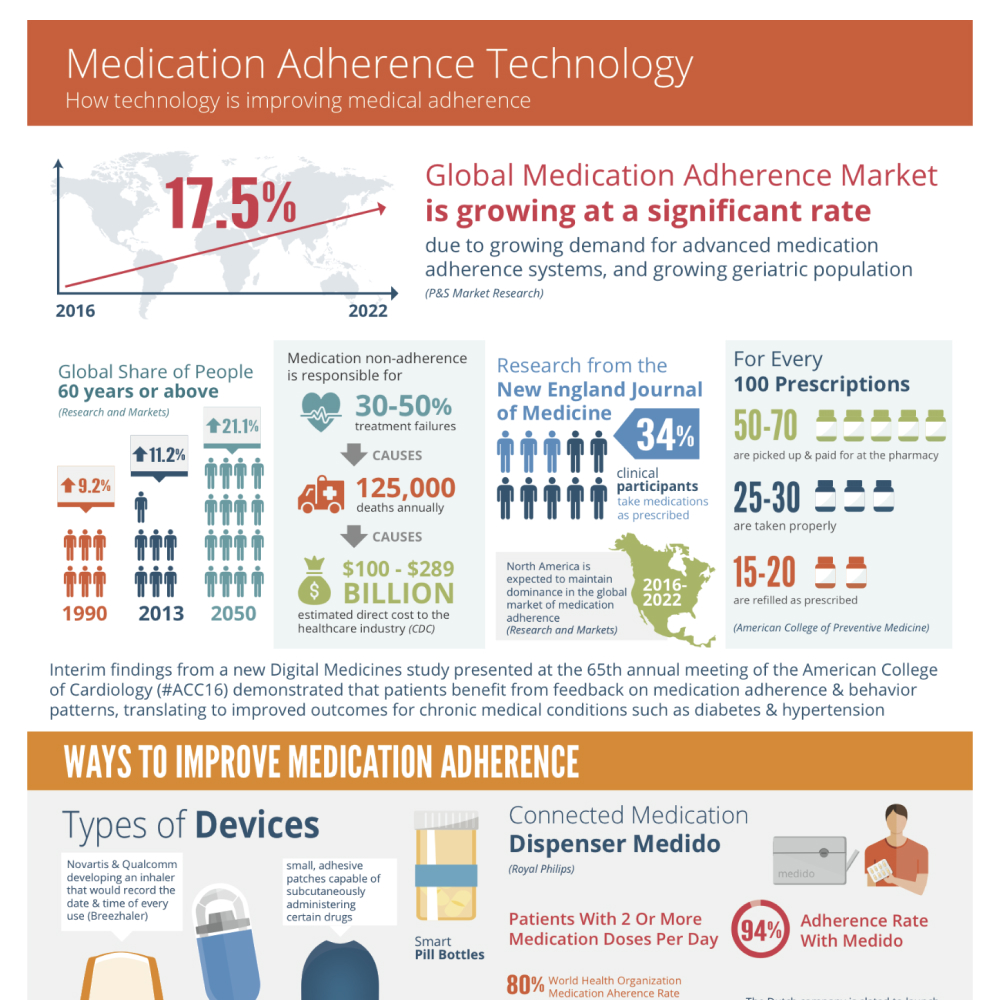 Medication Adherence Technology
How technology is improving medical adherence
17.5%
2016
2022
Global Medication Adherence Market
is growing at a significant rate
due to growing demand for advanced medication
adherence systems, and growing geriatric population
(P&S Market Research)
Global Share of People
60 years or above
(Research and Markets)
9.2%
11.2%
21.1%
1990
2013
2050
Medication non-adherence
is responsible for
30-50%
treatment failures
CAUSES
125,000
deaths annually
CAUSES
$100 - $289
BILLION
$
estimated direct cost to the
healthcare industry (CDC)
Research from the
New England Journal
of Medicine
34%
clinical
participants
take medications
as prescribed
North America is
expected to maintain
dominance in the global
market of medication
adherence
(Research and Markets)
2016-
2022
For Every
100 Prescriptions
50-70
are picked up & paid for at the pharmacy
25-30
are taken properly
15-20
are refilled as prescribed
(American College of Preventive Medicine)
Interim findings from a new Digital Medicines study presented at the 65th annual meeting of the American College
of Cardiology (#ACC16) demonstrated that patients benefit from feedback on medication adherence & behavior
patterns, translating to improved outcomes for chronic medical conditions such as diabetes & hypertension
WAYS TO IMPROVE MEDICATION ADHERENCE
Types of Devices
Novartis & Qualcomm
developing an inhaler
that would record the
date & time of every
use (Breezhaler)
small, adhesive
patches capable of
subcutaneously
administering
certain drugs
Smart
Pill Bottles
Connected Medication
Dispenser Medido
(Royal Philips)
medido
Patients With 2 Or More
Medication Doses Per Day
94%
Adherence Rate
With Medido
80%
World Health Organization
Medication Aherence Rate